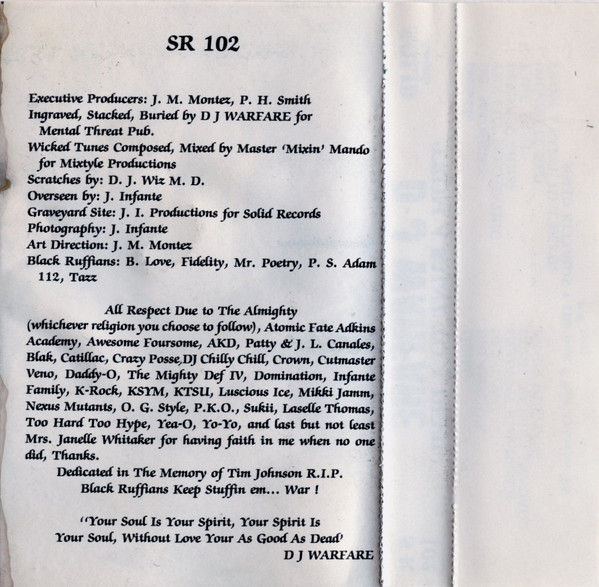 SR 102
Executive Producers: J. M. Montez, P. H. Smith
Ingraved, Stacked, Buried by D J WARFARE for
Mental Threat Pub.
Wicked Tunes Composed, Mixed by Master 'Mixin' Mando
for Mixtyle Productions
Scratches by: D. J. Wiz M. D.
Overseen by: J. Infante
Graveyard Site: J. I. Productions for Solid Records
Photography: J. Infante
Art Direction: J. M. Montez
Black Ruffians: B. Love, Fidelity, Mr. Poetry, P. S. Adam
112, Tazz
All Respect Due to The Almighty
(whichever religion you choose to follow), Atomic Fate Adkins
Academy, Awesome Foursome, AKD, Patty & J. L. Canales,
Blak, Catillac, Crazy Posse,DJ Chilly Chill, Crown, Cutmaster
Veno, Daddy-O, The Mighty Def IV, Domination, Infante
Family, K-Rock, KSYM, KTSU, Luscious Ice, Mikki Jamm,
Nexus Mutants, O. G. Style, P.K.O., Sukii, Laselle Thomas,
Too Hard Too Hype, Yea-O, Yo-Yo, and last but not least
Mrs. Janelle Whitaker for having faith in me when no one
did, Thanks.
Dedicated in The Memory of Tim Johnson R.I.P.
Black Ruffians Keep Stuffin em... War !
"Your Soul Is Your Spirit, Your Spirit Is
Your Soul, Without Love Your As Good As Dead'
D J WARFARE